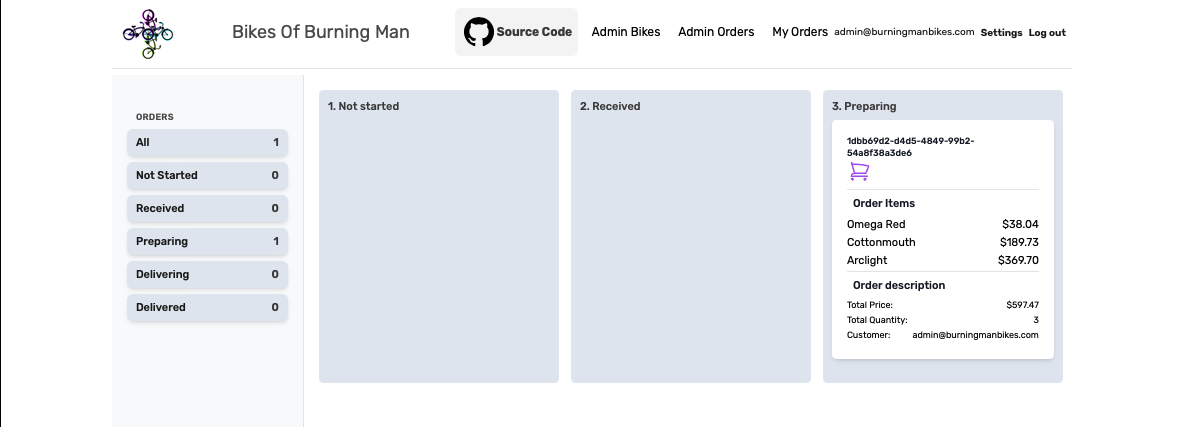 Bikes Of Burning Man
Source Code
Admin Bikes
Admin Orders
My Orders
admin@burningmanbikes.com
Settings
Log out
ORDERS
All 1
Not Started 0
Received 0
Preparing 1
Delivering 0
Delivered 0
1. Not started
2. Received
3. Preparing
1dbb69d2-d4d5-4849-99b2-
54a8f38a3de6
Order Items
Omega Red $38.04
Cottonmouth $189.73
Arclight $369.70
Order description
Total Price: $597.47
Total Quantity: 3
Customer: admin@burningmanbikes.com